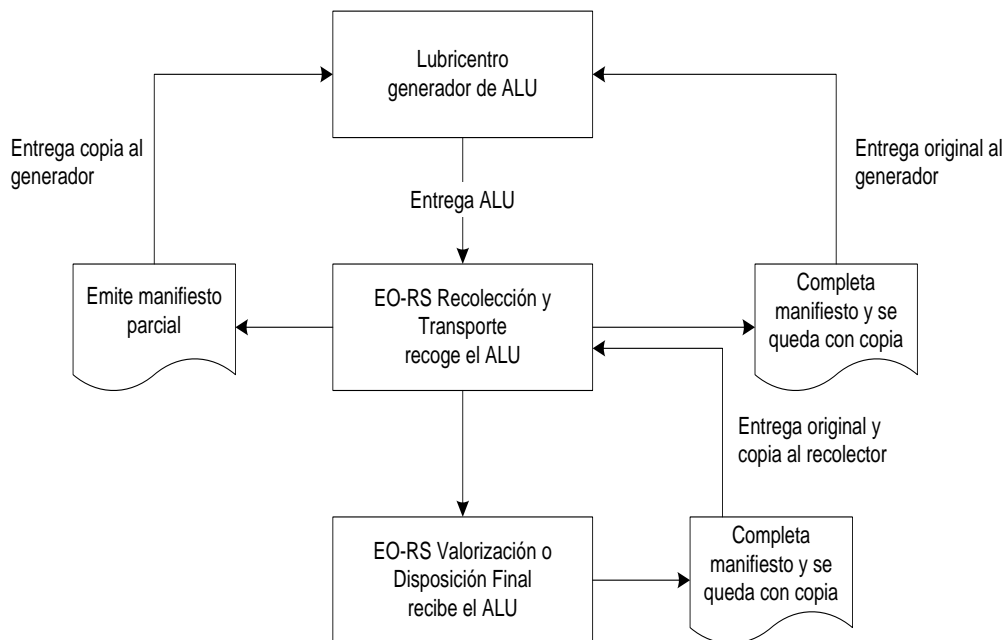 Lubricentro
generador de ALU
Entrega copia al
generador
Entrega original al
generador
Entrega ALU
Emite manifiesto
parcial
EO-RS Recolección y
Transporte
recoge el ALU
Completa
manifiesto y se
queda con copia
Entrega original y
copia al recolector
EO-RS Valorización o
Disposición Final
recibe el ALU
Completa
manifiesto y se
queda con copia